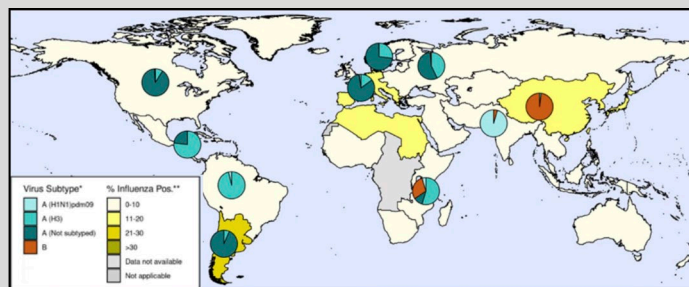 Virus Subtype*
A (H1N1)pdm09
A (H3)
A (Not subtyped)
B
% Influenza Pos.**
0-10
11-20
21-30
>30
Data not available
Not applicable